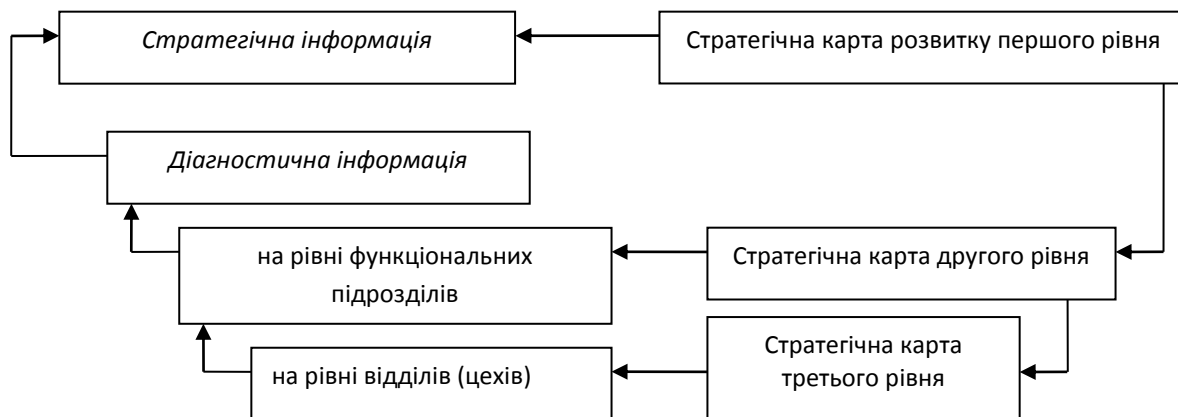 Стратегічна інформація
Стратегічна карта розвитку першого рівня
Діагностична інформація
на рівні функціональних
підрозділів
Стратегічна карта другого рівня
на рівні відділів (цехів)
Стратегічна карта
третього рівня